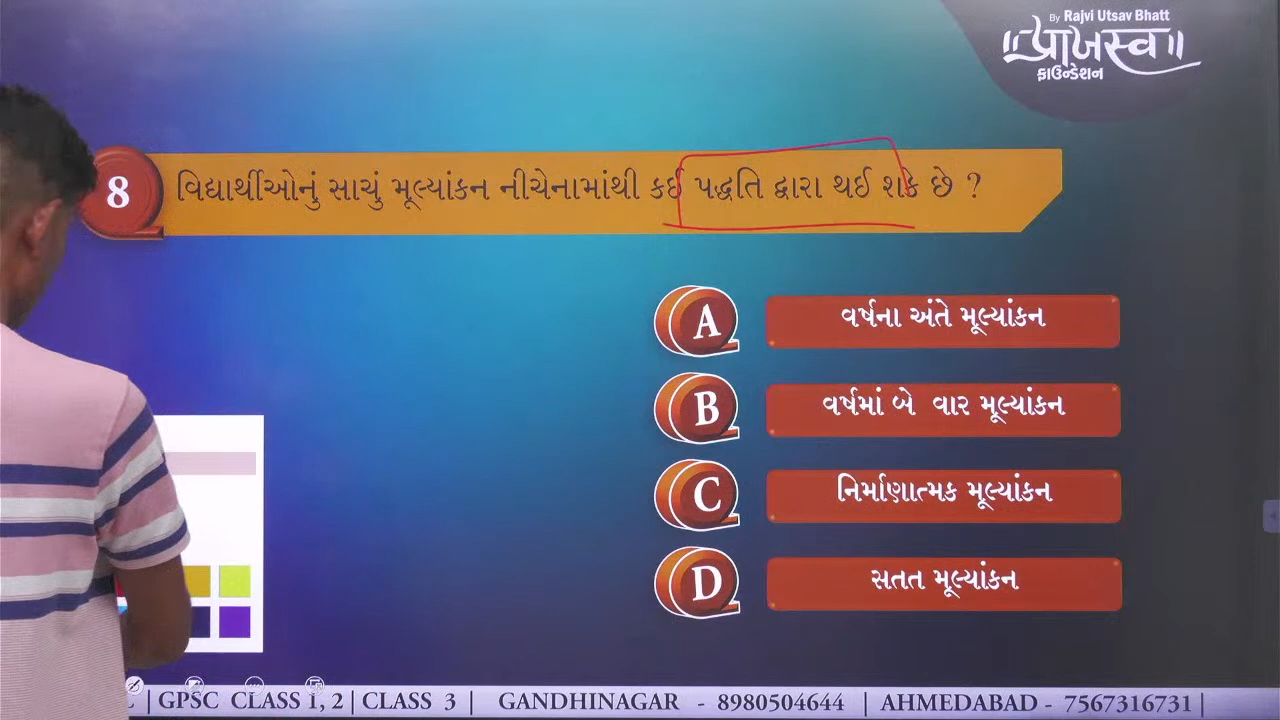 By Rajvi Utsav Bhatt
॥પ્રાખસ્વ॥
ફાઉન્ડેશન
8 વિદ્યાર્થીઓનું સાચું મૂલ્યાંકન નીચેનામાંથી કઈ પદ્ધતિ દ્વારા થઈ શકે છે ?
A વર્ષના અંતે મૂલ્યાંકન
B વર્ષમાં બે વાર મૂલ્યાંકન
C નિર્માણાત્મક મૂલ્યાંકન
D સતત મૂલ્યાંકન
| GPSC CLASS 1, 2 | CLASS 3 | GANDHINAGAR - 8980504644 | AHMEDABAD - 7567316731 |